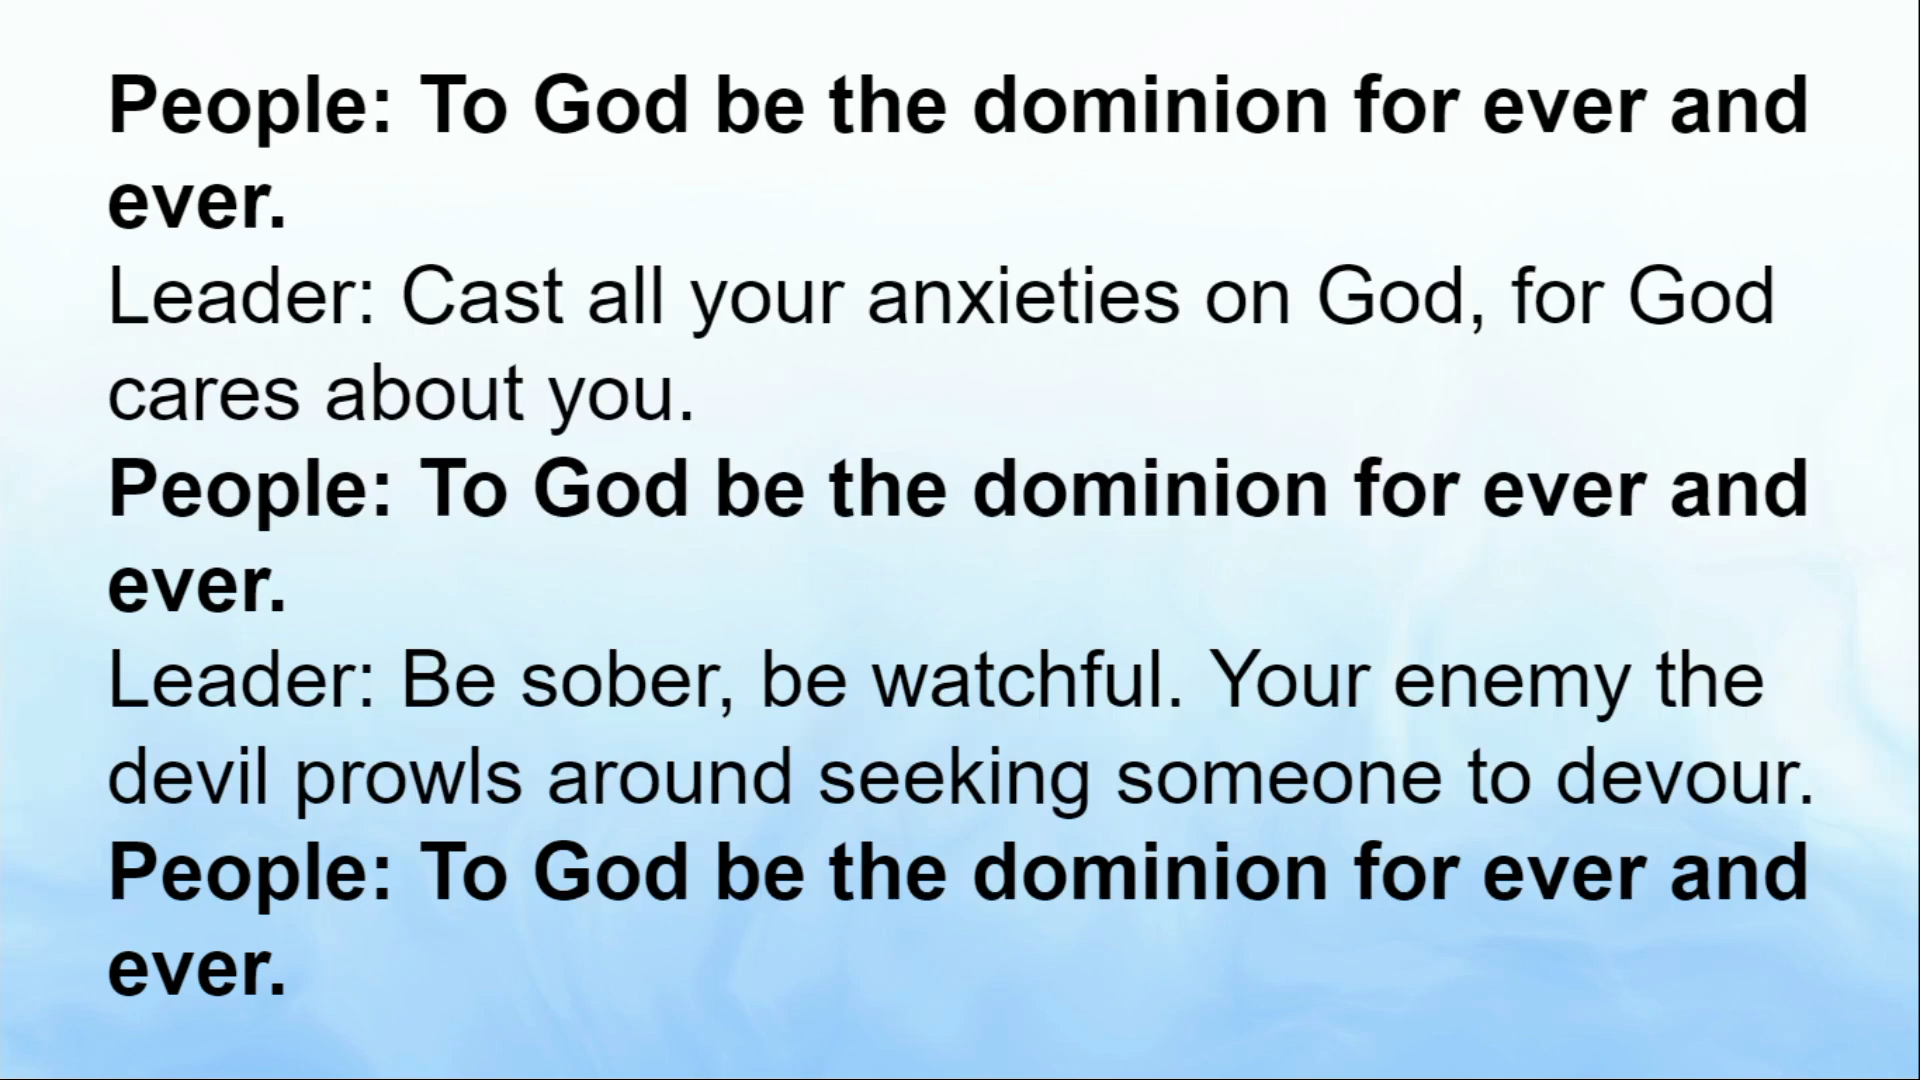 People: To God be the dominion for ever and
ever.
Leader: Cast all your anxieties on God, for God
cares about you.
People: To God be the dominion for ever and
ever.
Leader: Be sober, be watchful. Your enemy the
devil prowls around seeking someone to devour.
People: To God be the dominion for ever and
ever.